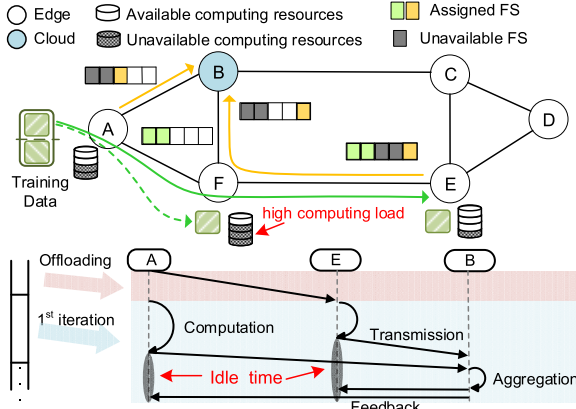 Edge
Available computing resources
Assigned FS
Cloud
Unavailable computing resources
Unavailable FS
B
C
A
D
Training
Data
F
E
high computing load
Offloading
A
E
B
1st iteration
Computation
Transmission
Idle time
Aggregation
Feedback